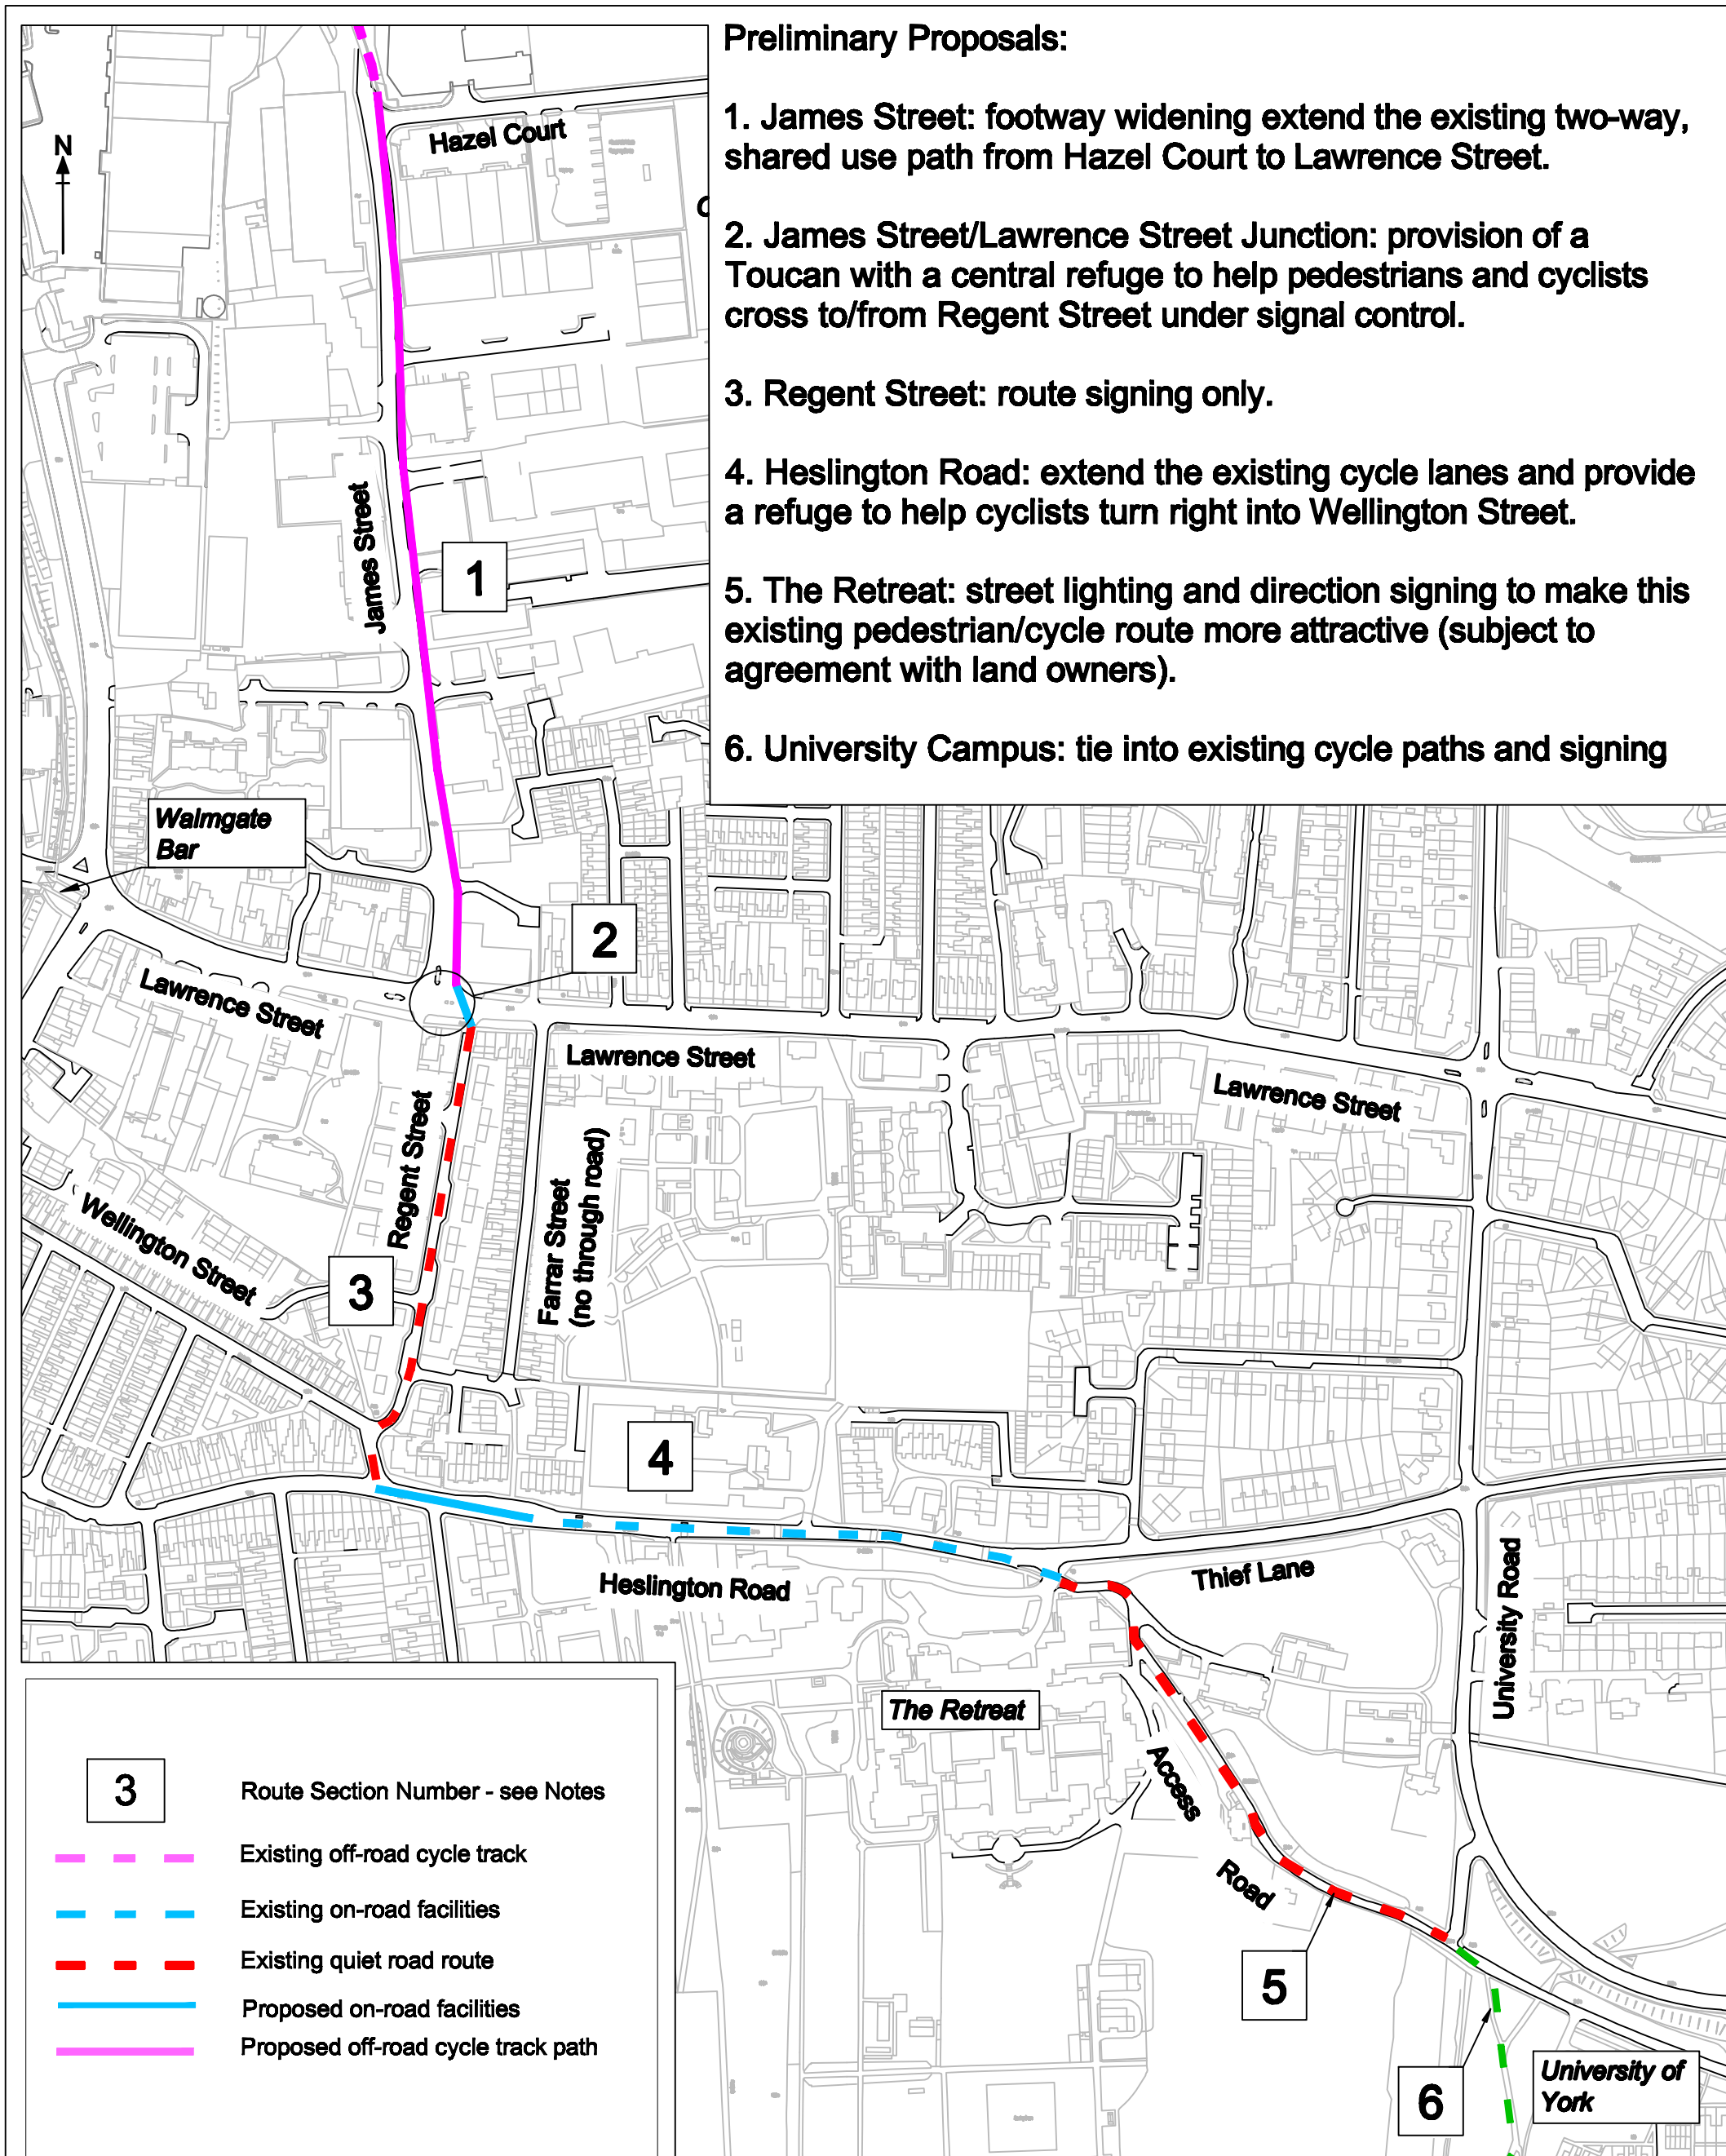 Preliminary Proposals:
1. James Street: footway widening extend the existing two-way,
shared use path from Hazel Court to Lawrence Street.
2. James Street/Lawrence Street Junction: provision of a
Toucan with a central refuge to help pedestrians and cyclists
cross to/from Regent Street under signal control.
3. Regent Street: route signing only.
4. Heslington Road: extend the existing cycle lanes and provide
a refuge to help cyclists turn right into Wellington Street.
5. The Retreat: street lighting and direction signing to make this
existing pedestrian/cycle route more attractive (subject to
agreement with land owners).
6. University Campus: tie into existing cycle paths and signing
N
Hazel Court
James Street
1
Walmgate
Bar
2
Lawrence Street
Lawrence Street
Lawrence Street
Regent Street
Farrar Street
(no through road)
Wellington Street
3
4
Heslington Road
Thief Lane
University Road
The Retreat
Access
Road
5
6
University of
York
3
Route Section Number - see Notes
Existing off-road cycle track
Existing on-road facilities
Existing quiet road route
Proposed on-road facilities
Proposed off-road cycle track path